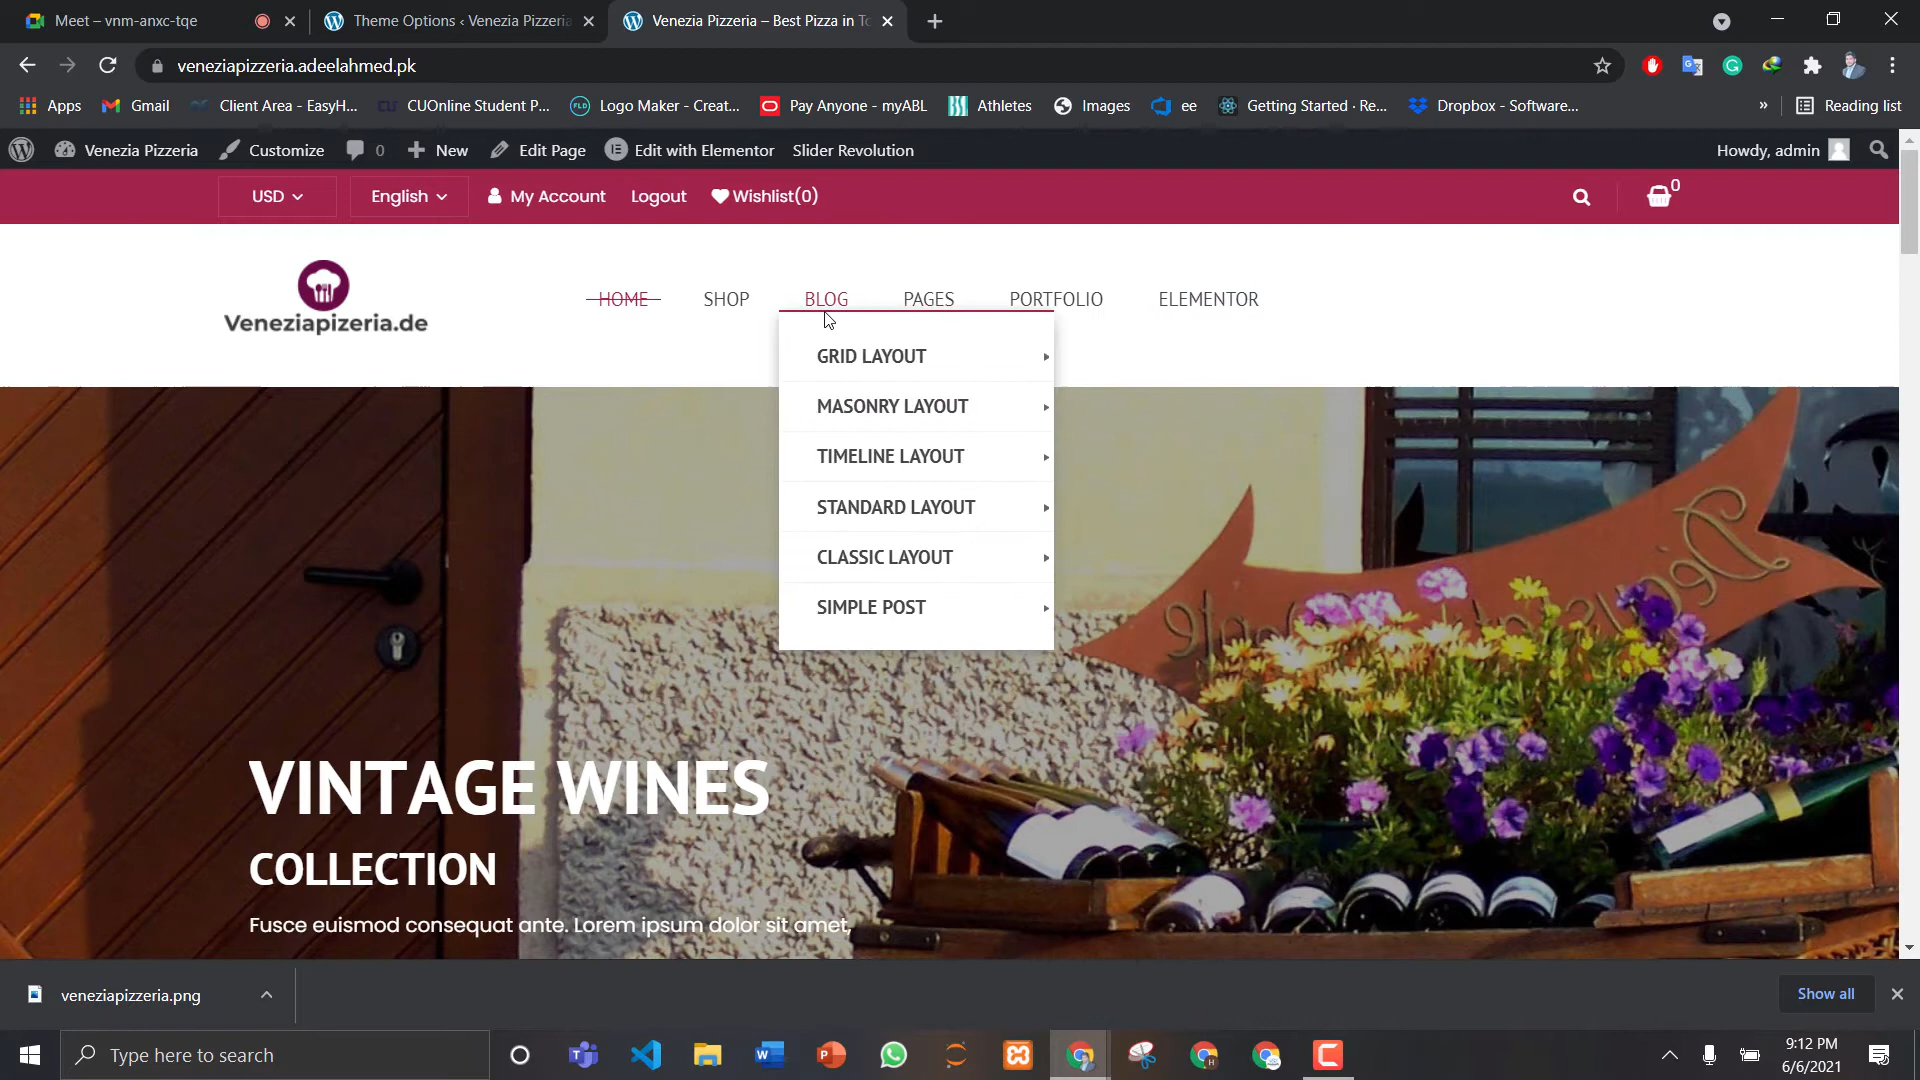 Meet – vnm-anxc-tqe
Theme Options ‹ Venezia Pizzeria
Venezia Pizzeria – Best Pizza in To
veneziapizzeria.adeelahmed.pk
Apps
Gmail
Client Area - EasyH...
CUOnline Student P...
Logo Maker - Creat...
Pay Anyone - myABL
Athletes
Images
ee
Getting Started · Re...
Dropbox - Software...
»
Reading list
Venezia Pizzeria
Customize
0
New
Edit Page
Edit with Elementor
Slider Revolution
Howdy, admin
USD
English
My Account
Logout
Wishlist(0)
0
Veneziapizeria.de
HOME
SHOP
BLOG
PAGES
PORTFOLIO
ELEMENTOR
GRID LAYOUT
MASONRY LAYOUT
TIMELINE LAYOUT
STANDARD LAYOUT
CLASSIC LAYOUT
SIMPLE POST
VINTAGE WINES
COLLECTION
Fusce euismod consequat ante. Lorem ipsum dolor sit amet,
veneziapizzeria.png
Show all
Type here to search
9:12 PM
6/6/2021